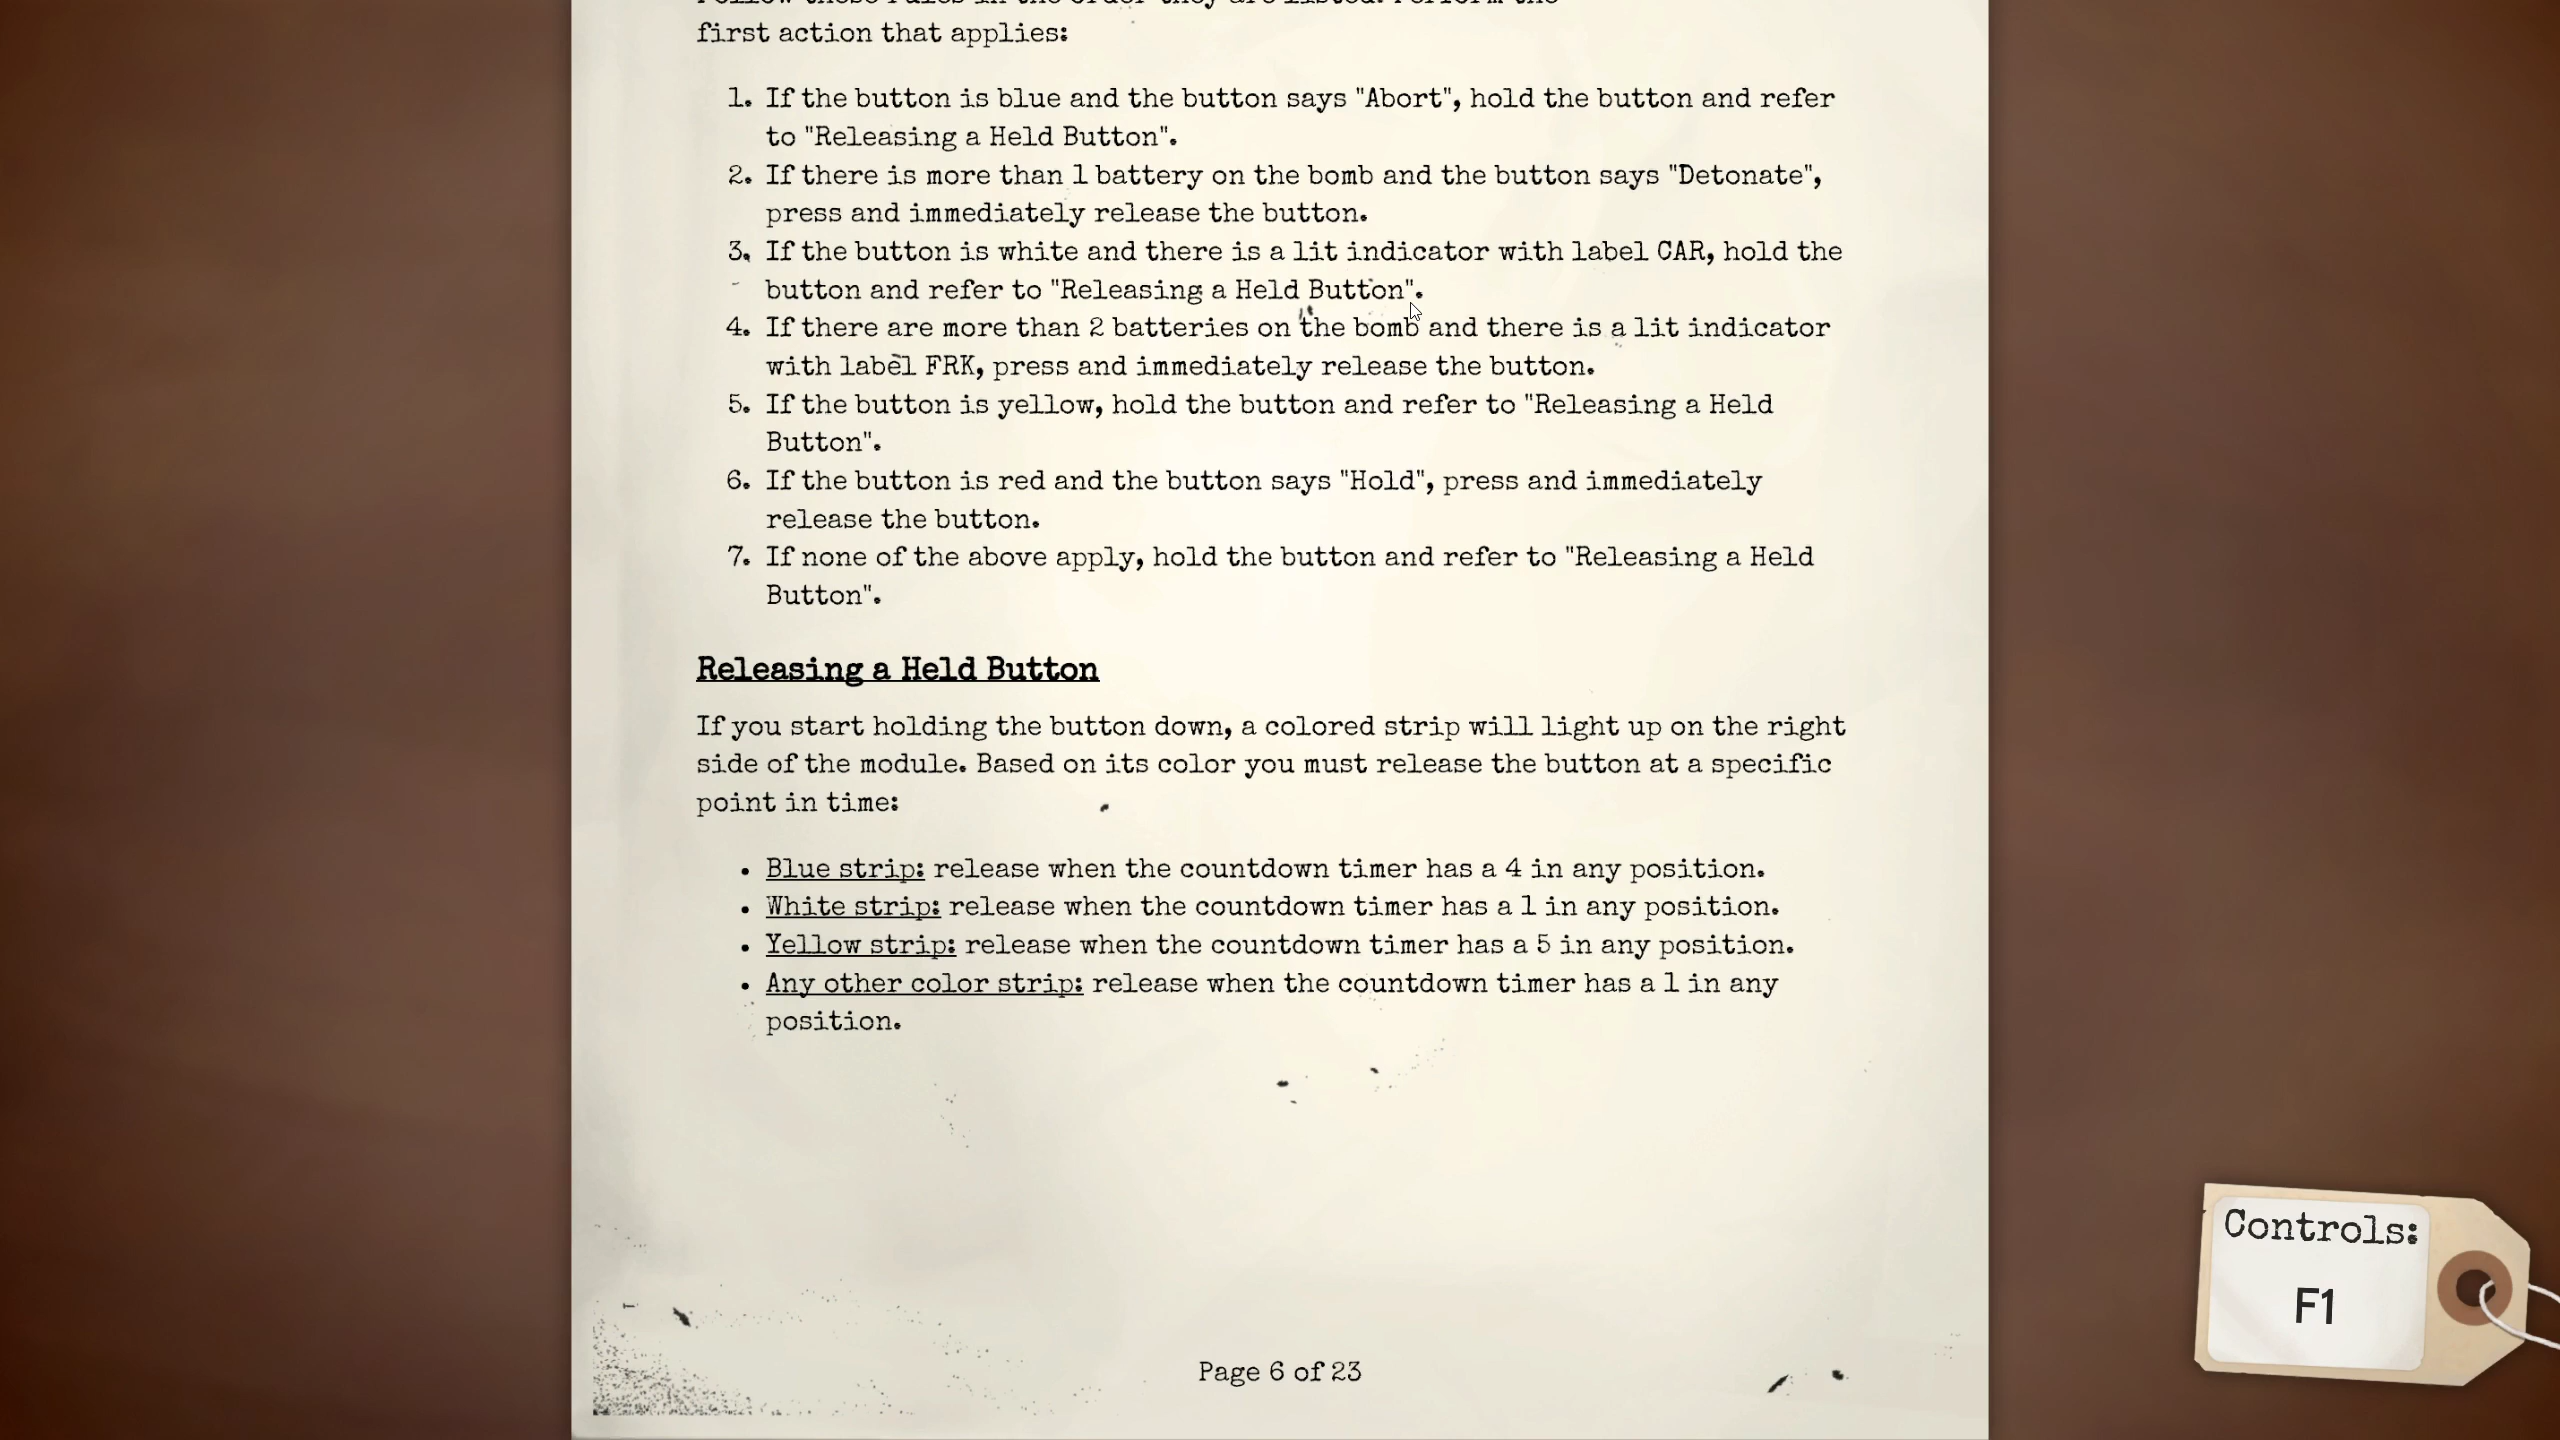 Follow these rules in the order they are listed. Perform the
first action that applies:
1. If the button is blue and the button says "Abort", hold the button and refer
to "Releasing a Held Button".
2. If there is more than 1 battery on the bomb and the button says "Detonate",
press and immediately release the button.
3. If the button is white and there is a lit indicator with label CAR, hold the
button and refer to "Releasing a Held Button".
4. If there are more than 2 batteries on the bomb and there is a lit indicator
with label FRK, press and immediately release the button.
5. If the button is yellow, hold the button and refer to "Releasing a Held
Button".
6. If the button is red and the button says "Hold", press and immediately
release the button.
7. If none of the above apply, hold the button and refer to "Releasing a Held
Button".
Releasing a Held Button
If you start holding the button down, a colored strip will light up on the right
side of the module. Based on its color you must release the button at a specific
point in time:
• Blue strip: release when the countdown timer has a 4 in any position.
• White strip: release when the countdown timer has a 1 in any position.
• Yellow strip: release when the countdown timer has a 5 in any position.
• Any other color strip: release when the countdown timer has a 1 in any
position.
Page 6 of 23
Controls:
F1